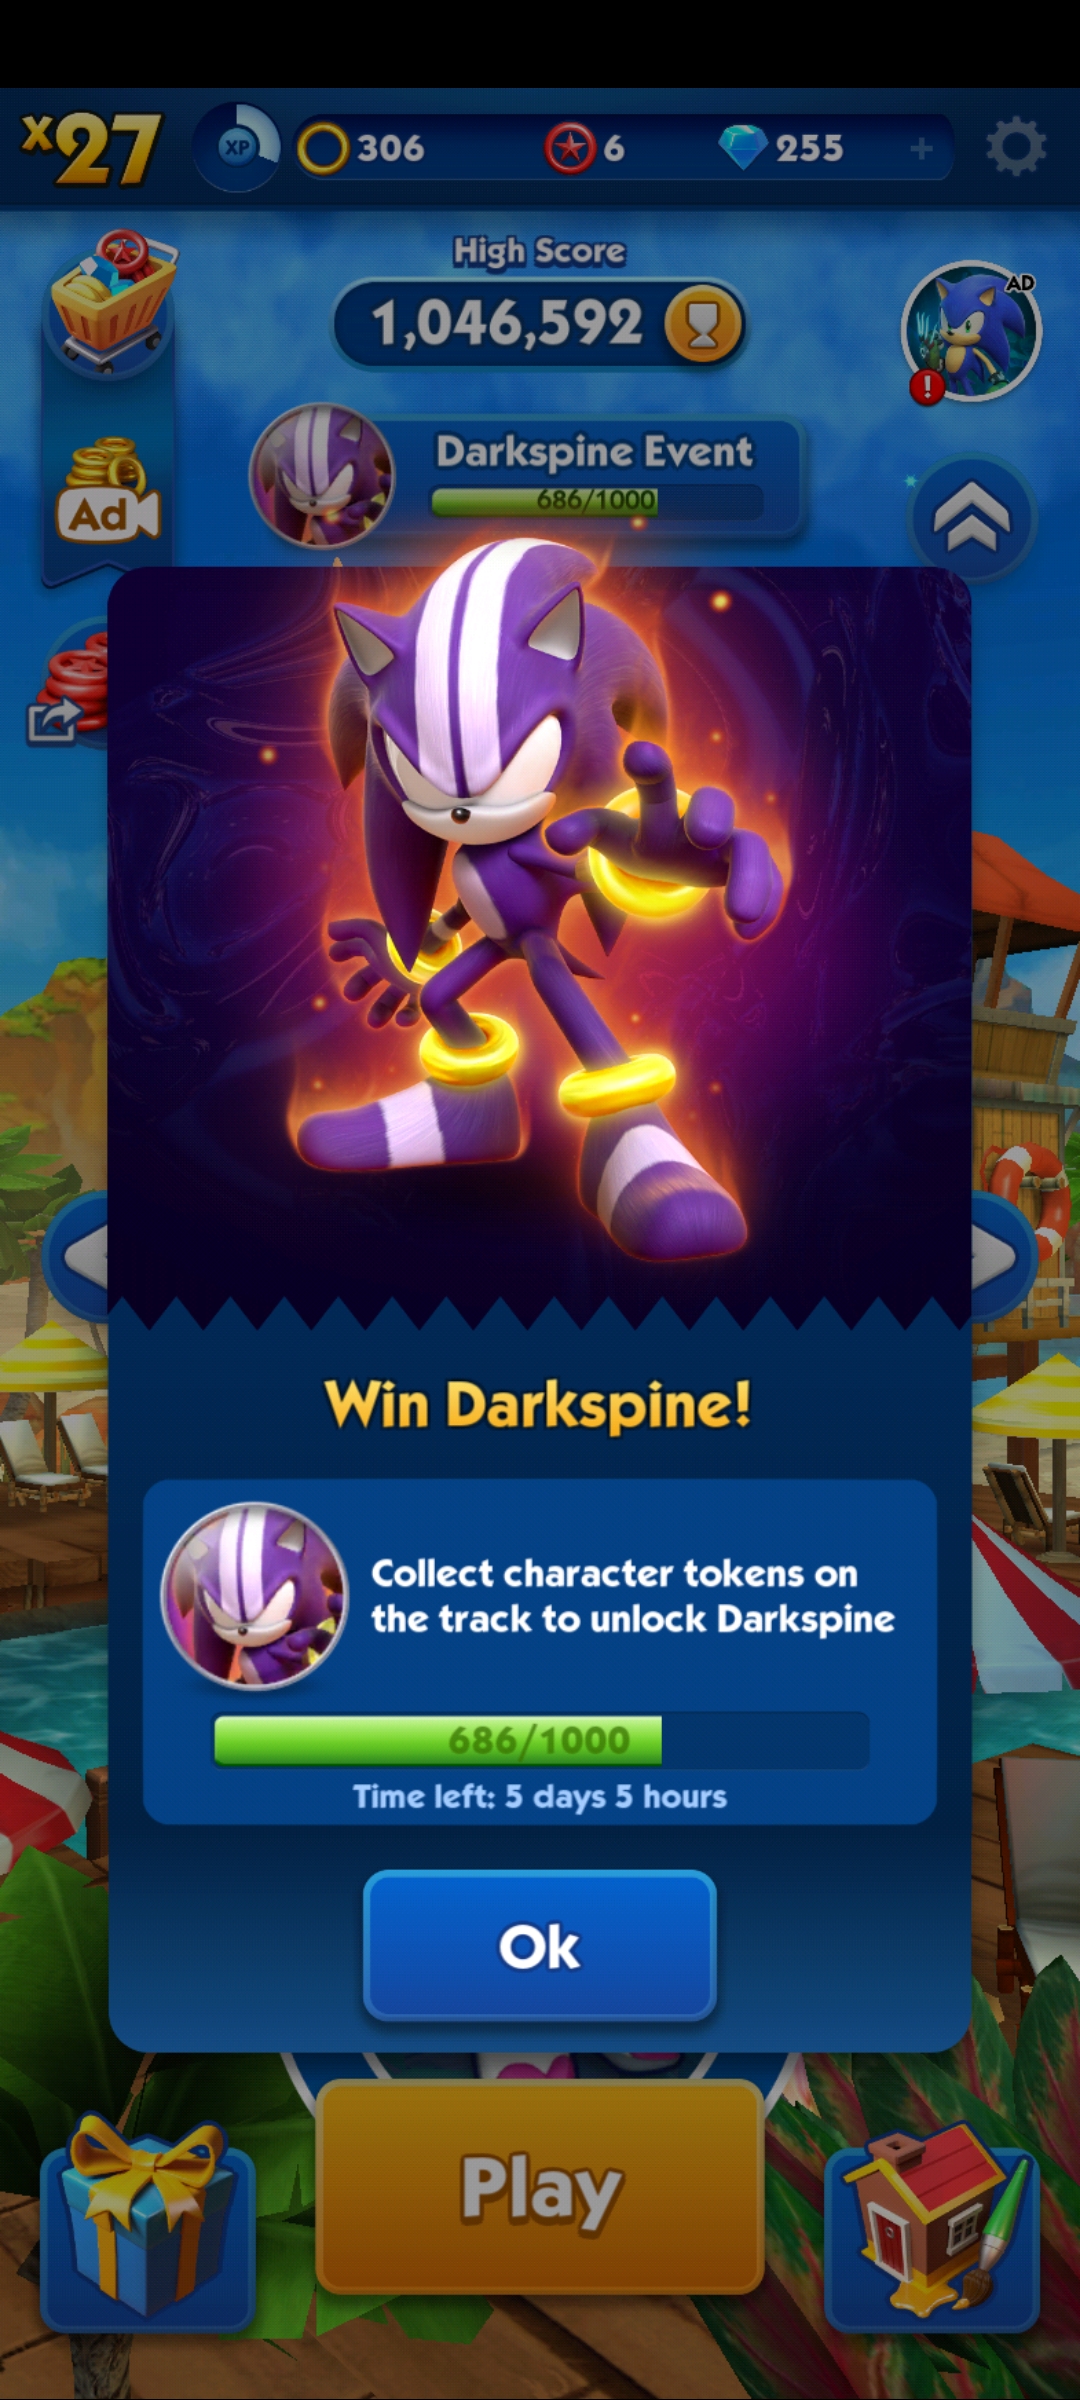 x27
XP
306
6
255
+
High Score
1,046,592
AD
!
Darkspine Event
686/1000
Ad
Win Darkspine!
Collect character tokens on
the track to unlock Darkspine
686/1000
Time left: 5 days 5 hours
Ok
Play